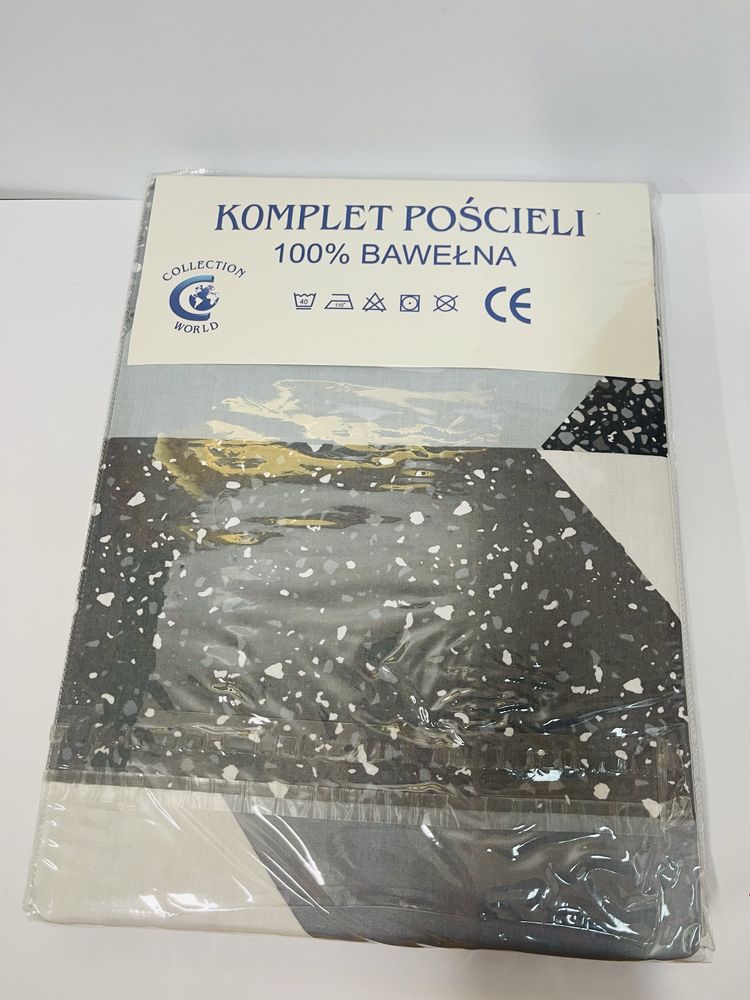 KOMPLET POŚCIELI
100% BAWEŁNA
COLLECTION
C
WORLD
40
110°
CE